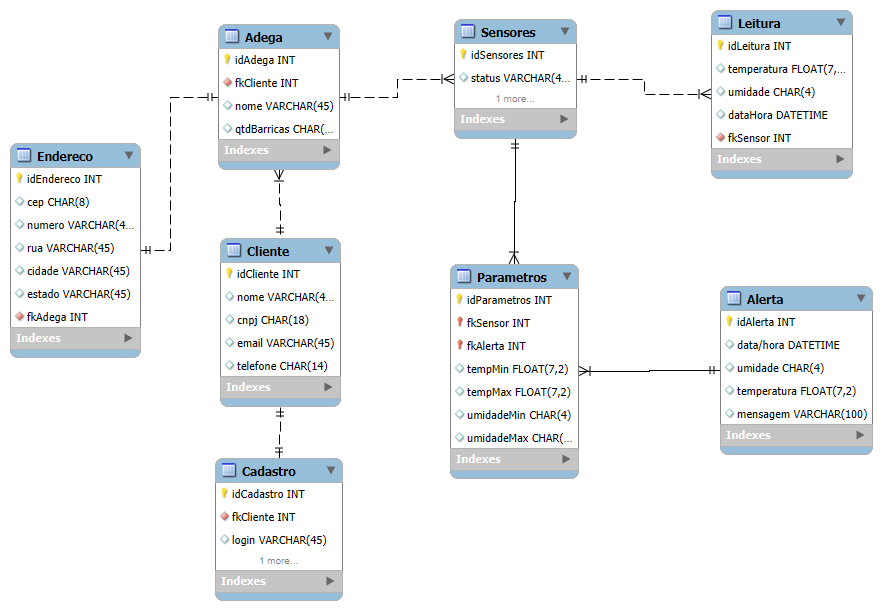 Adega
idAdega INT
fkCliente INT
nome VARCHAR(45)
qtdBarricas CHAR(...
Indexes
Sensores
idSensores INT
status VARCHAR(4...
1 more...
Indexes
Leitura
idLeitura INT
temperatura FLOAT(7,...
umidade CHAR(4)
dataHora DATETIME
fkSensor INT
Indexes
Endereco
idEndereco INT
cep CHAR(8)
numero VARCHAR(4...
rua VARCHAR(45)
cidade VARCHAR(45)
estado VARCHAR(45)
fkAdega INT
Indexes
Cliente
idCliente INT
nome VARCHAR(4...
cnpj CHAR(18)
email VARCHAR(45)
telefone CHAR(14)
Indexes
Parametros
idParametros INT
fkSensor INT
fkAlerta INT
tempMin FLOAT(7,2)
tempMax FLOAT(7,2)
umidadeMin CHAR(4)
umidadeMax CHAR(...
Indexes
Alerta
idAlerta INT
data/hora DATETIME
umidade CHAR(4)
temperatura FLOAT(7,2)
mensagem VARCHAR(100)
Indexes
Cadastro
idCadastro INT
fkCliente INT
login VARCHAR(45)
1 more...
Indexes